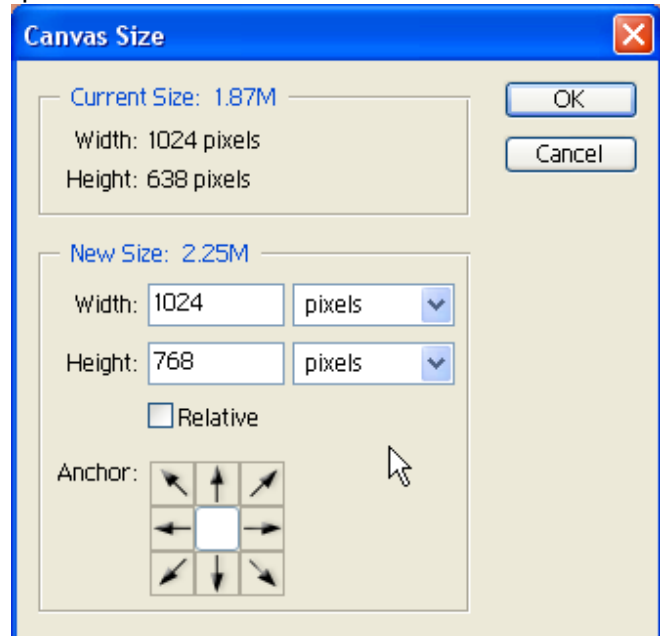 Canvas Size
Current Size: 1.87M
OK
Width: 1024 pixels
Cancel
Height: 638 pixels
New Size: 2.25M
Width: 1024 pixels
Height: 768 pixels
Relative
Anchor: